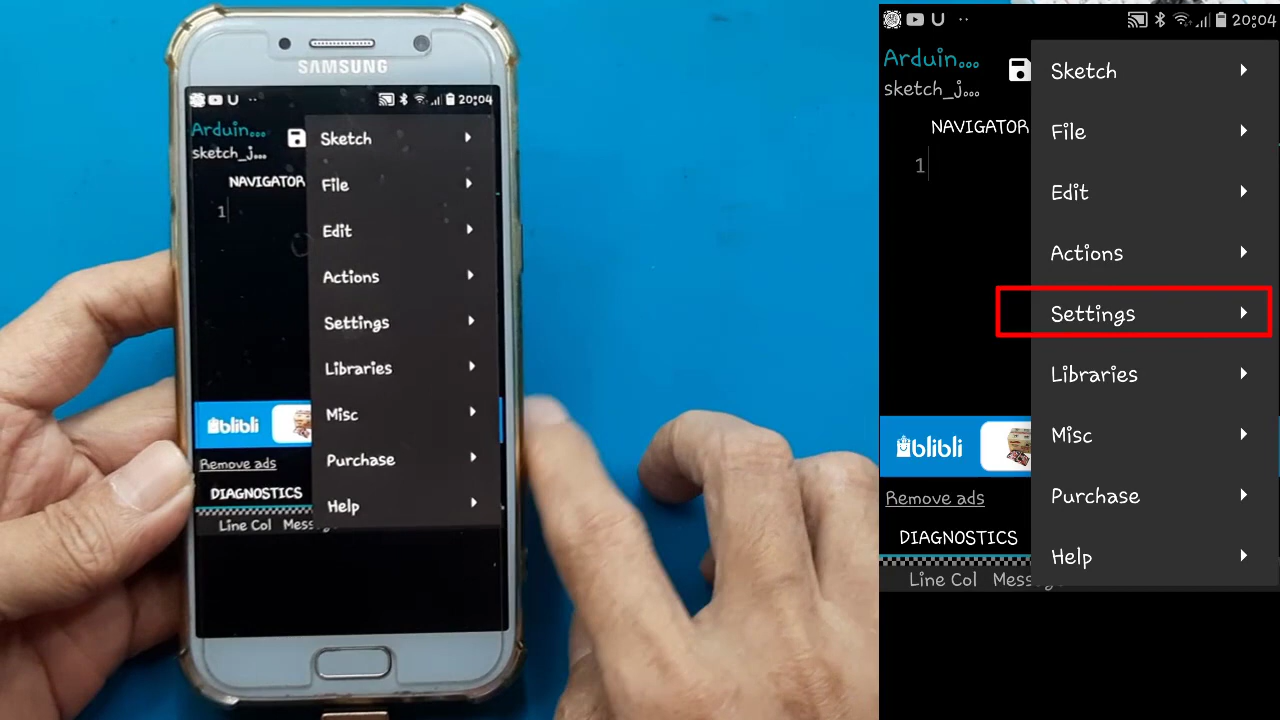 SAMSUNG
U ·· 20:04
Arduin...
sketch_j...
NAVIGATOR
1
Sketch
File
Edit
Actions
Settings
Libraries
Misc
Purchase
Help
blibli
Remove ads
DIAGNOSTICS
Line Col Messag
U ·· 20:04
Arduin...
sketch_j...
NAVIGATOR
1
Sketch
File
Edit
Actions
Settings
Libraries
Misc
Purchase
Help
blibli
Remove ads
DIAGNOSTICS
Line Col Message